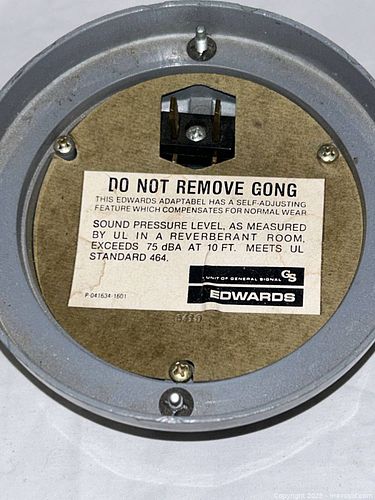 DO NOT REMOVE GONG
THIS EDWARDS ADAPTABEL HAS A SELF-ADJUSTING
FEATURE WHICH COMPENSATES FOR NORMAL WEAR
SOUND PRESSURE LEVEL, AS MEASURED
BY UL IN A REVERBERANT ROOM,
EXCEEDS 75 dBA AT 10 FT. MEETS UL
STANDARD 464.
GS
UNIT OF GENERAL SIGNAL
EDWARDS
P 041634-1601